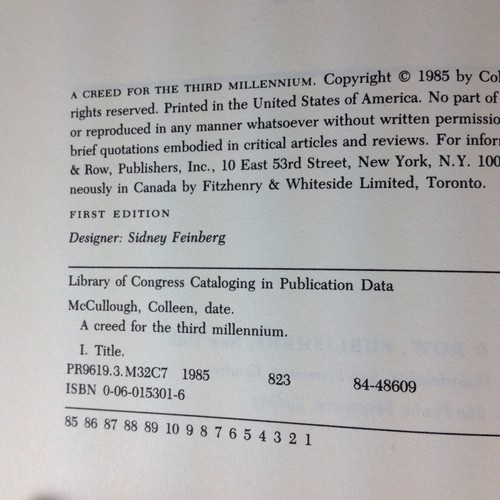 A CREED FOR THE THIRD MILLENNIUM. Copyright © 1985 by Col
rights reserved. Printed in the United States of America. No part of
or reproduced in any manner whatsoever without written permissio
brief quotations embodied in critical articles and reviews. For infor
& Row, Publishers, Inc., 10 East 53rd Street, New York, N.Y. 100
neously in Canada by Fitzhenry & Whiteside Limited, Toronto.
FIRST EDITION
Designer: Sidney Feinberg
Library of Congress Cataloging in Publication Data
McCullough, Colleen, date.
A creed for the third millennium.
I. Title.
PR9619.3.M32C7 1985 823 84-48609
ISBN 0-06-015301-6
85 86 87 88 89 10 9 8 7 6 5 4 3 2 1